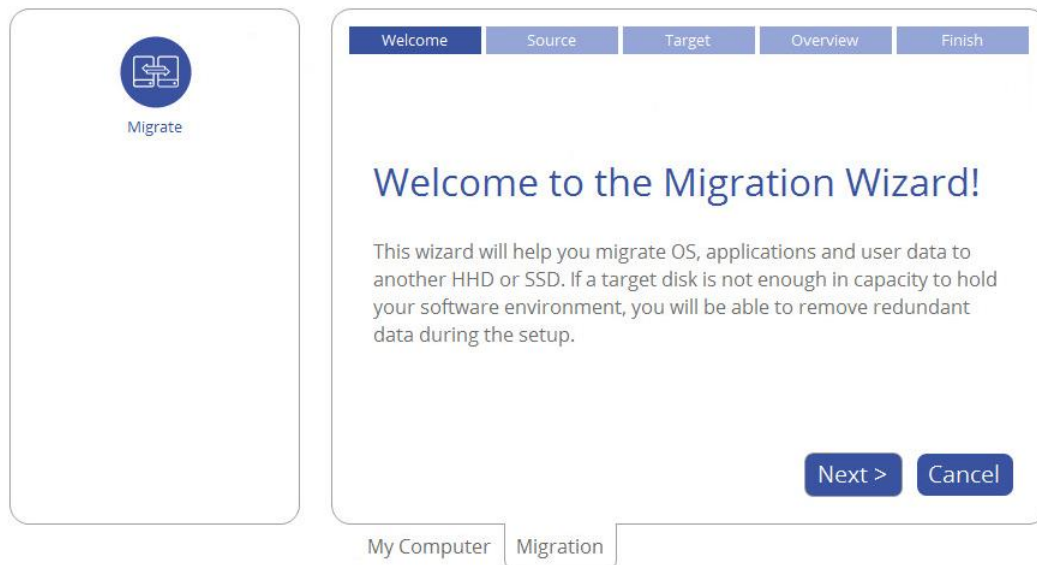 Migrate
Welcome Source Target Overview Finish
Welcome to the Migration Wizard!
This wizard will help you migrate OS, applications and user data to
another HHD or SSD. If a target disk is not enough in capacity to hold
your software environment, you will be able to remove redundant
data during the setup.
Next > Cancel
My Computer Migration